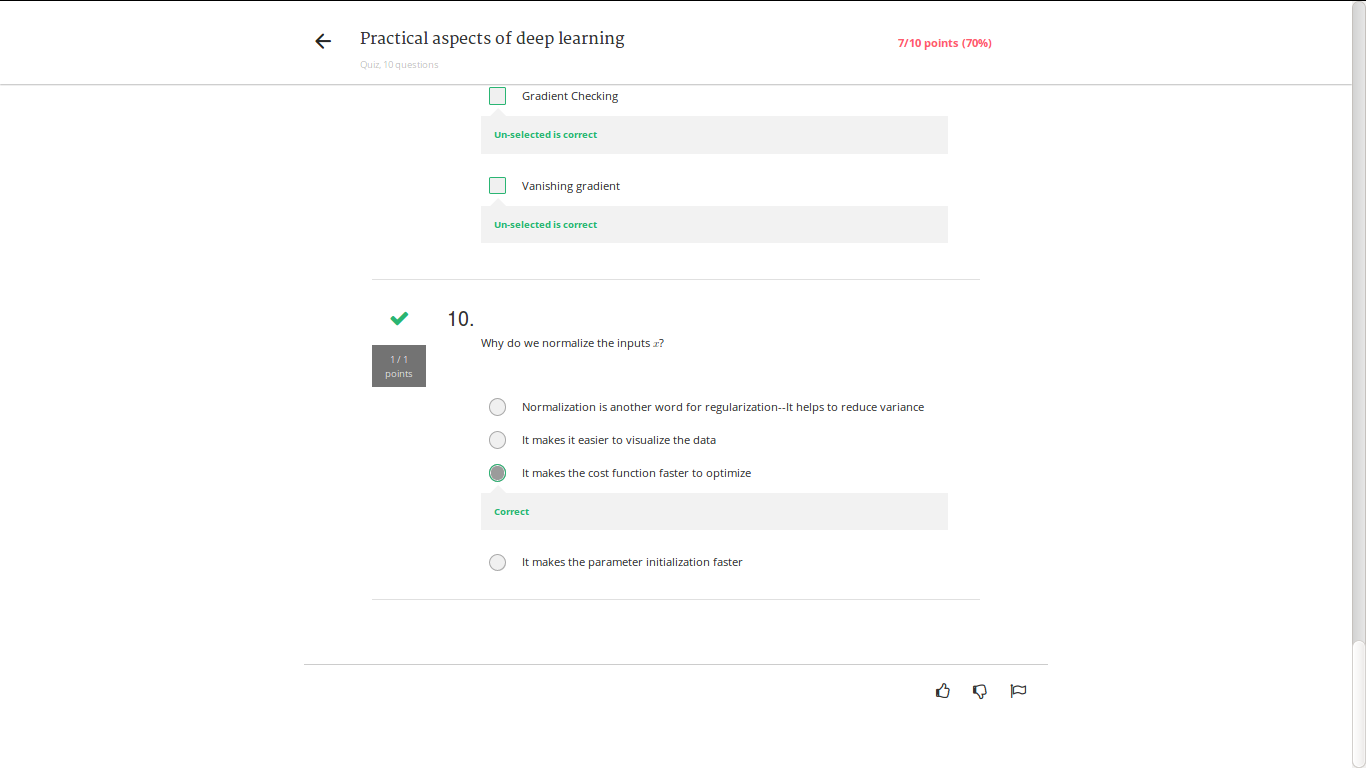 Practical aspects of deep learning
7/10 points (70%)
Quiz, 10 questions
Gradient Checking
Un-selected is correct
Vanishing gradient
Un-selected is correct
10.
Why do we normalize the inputs x?
1 / 1
points
Normalization is another word for regularization--It helps to reduce variance
It makes it easier to visualize the data
It makes the cost function faster to optimize
Correct
It makes the parameter initialization faster